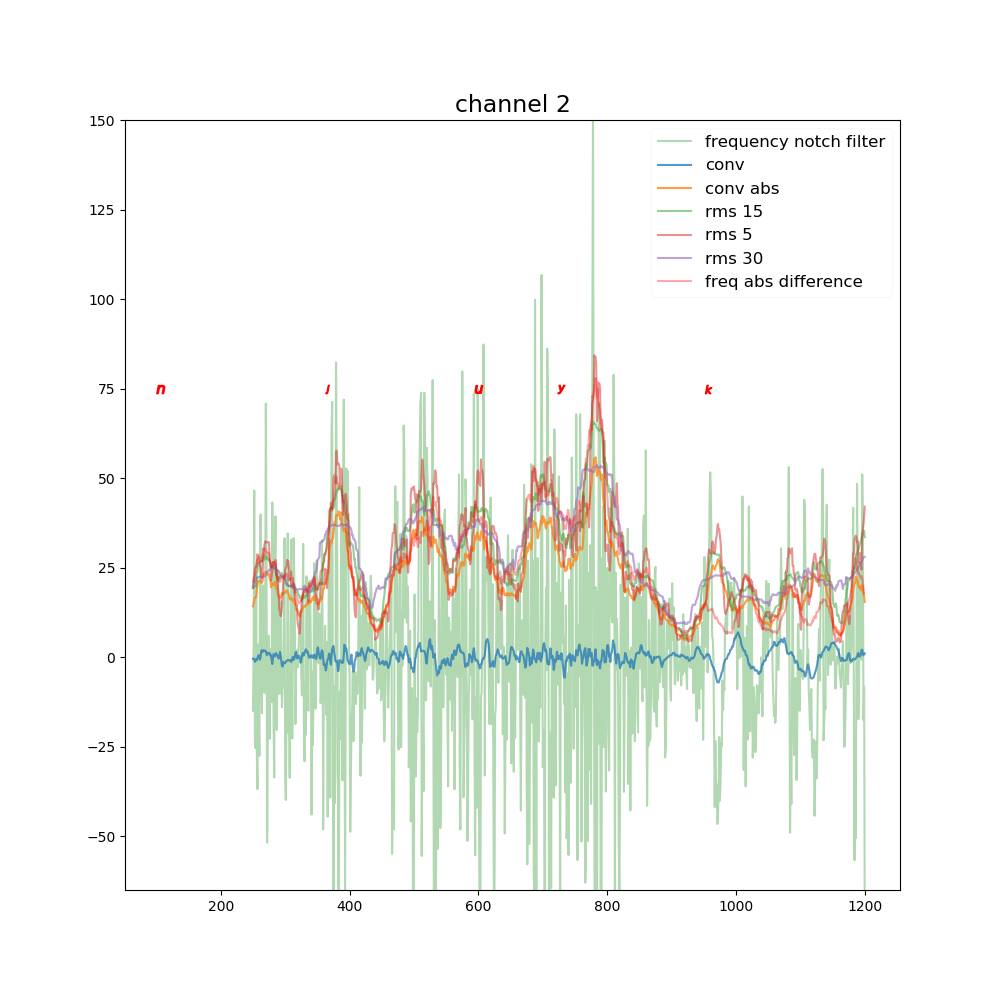 channel 2
150
125
100
75
50
25
0
−25
−50
frequency notch filter
conv
conv abs
rms 15
rms 5
rms 30
freq abs difference
n j u y k
200 400 600 800 1000 1200